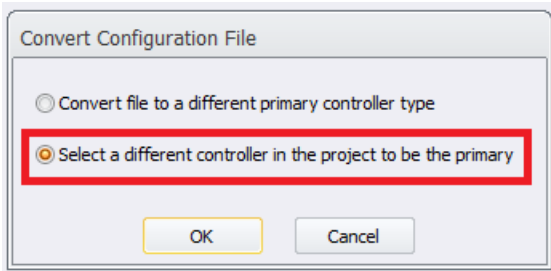 Convert Configuration File
Convert file to a different primary controller type
Select a different controller in the project to be the primary
OK
Cancel